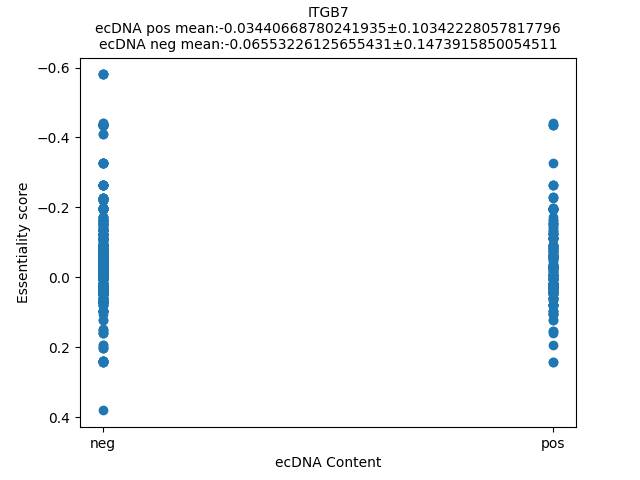 ITGB7
ecDNA pos mean:-0.03440668780241935±0.10342228057817796
ecDNA neg mean:-0.06553226125655431±0.1473915850054511
−0.6
−0.4
−0.2
0.0
0.2
0.4
Essentiality score
neg
pos
ecDNA Content